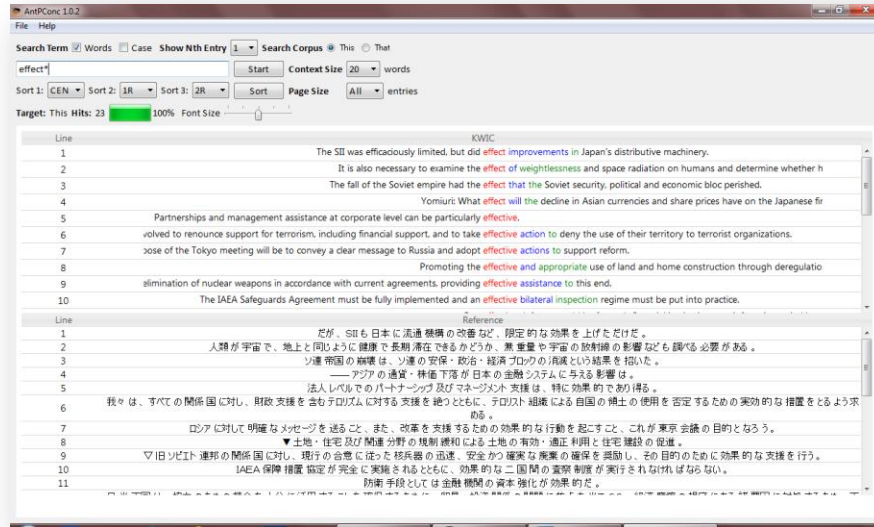 AntPConc 1.0.2
File Help
Search Term Words Case Show Nth Entry 1 Search Corpus This That
effect* Start Context Size 20 words
Sort 1: CEN Sort 2: 1R Sort 3: 2R Sort Page Size All entries
Target: This Hits: 23 100% Font Size
Line KWIC
1 The SII was efficaciously limited, but did effect improvements in Japan's distributive machinery.
2 It is also necessary to examine the effect of weightlessness and space radiation on humans and determine whether h
3 The fall of the Soviet empire had the effect that the Soviet security, political and economic bloc perished.
4 Yomiuri: What effect will the decline in Asian currencies and share prices have on the Japanese fir
5 Partnerships and management assistance at corporate level can be particularly effective.
6 volved to renounce support for terrorism, including financial support, and to take effective action to deny the use of their territory to terrorist organizations.
7 pose of the Tokyo meeting will be to convey a clear message to Russia and adopt effective actions to support reform.
8 Promoting the effective and appropriate use of land and home construction through deregulatio
9 elimination of nuclear weapons in accordance with current agreements, providing effective assistance to this end.
10 The IAEA Safeguards Agreement must be fully implemented and an effective bilateral inspection regime must be put into practice.
Line Reference
1 だが、SIIも日本に流通機構の改善など、限定的な効果を上げただけだ。
2 人類が宇宙で、地上と同じように健康で長期滞在できるかどうか、無重量や宇宙の放射線の影響なども調べる必要がある。
3 ソ連帝国の崩壊は、ソ連の安保・政治・経済ブロックの消滅という結果を招いた。
4 ――アジアの通貨・株価下落が日本の金融システムに与える影響は。
5 法人レベルでのパートナーシップ及びマネージメント支援は、特に効果的であり得る。
6 我々は、すべての関係国に対し、財政支援を含むテロリズムに対する支援を絶つとともに、テロリスト組織による自国の領土の使用を否定するための実効的な措置をとるよう求
める。
7 ロシアに対して明確なメッセージを送ること、また、改革を支援するための効果的な行動を起こすこと、これが東京会議の目的となろう。
8 ▼土地・住宅及び関連分野の規制緩和による土地の有効・適正利用と住宅建設の促進。
9 ▽旧ソビエト連邦の関係国に対し、現行の合意に従った核兵器の迅速、安全かつ確実な廃棄の確保を奨励し、その目的のために効果的な支援を行う。
10 IAEA保障措置協定が完全に実施されるとともに、効果的な二国間の査察制度が実行されなければならない。
11 防衛手段としては金融機関の資本強化が効果的だ。